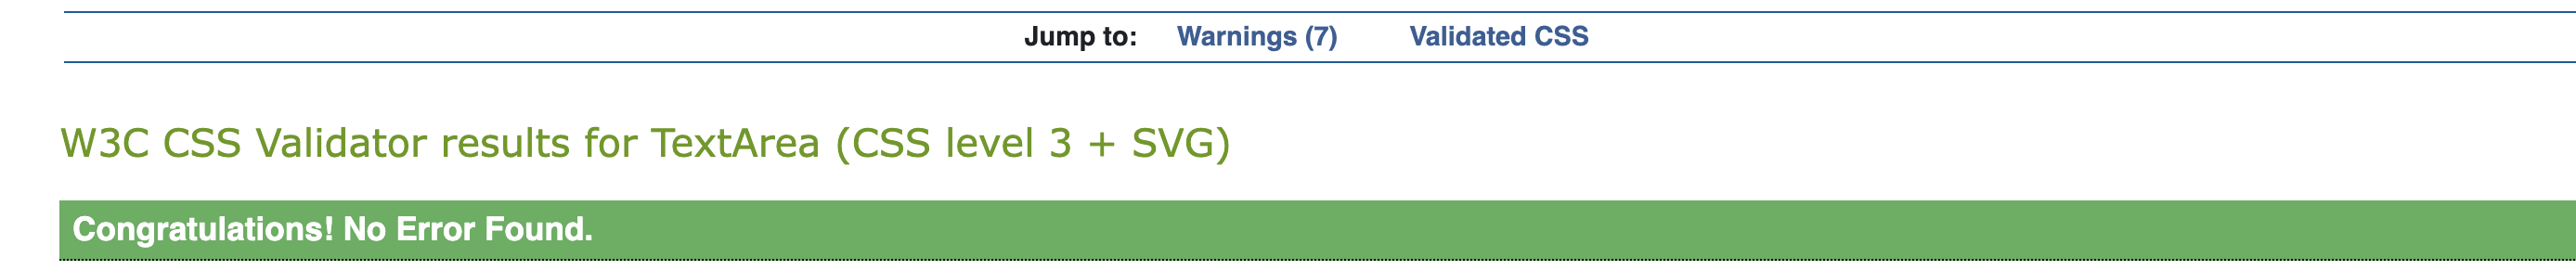 Jump to: Warnings (7) Validated CSS
W3C CSS Validator results for TextArea (CSS level 3 + SVG)
Congratulations! No Error Found.